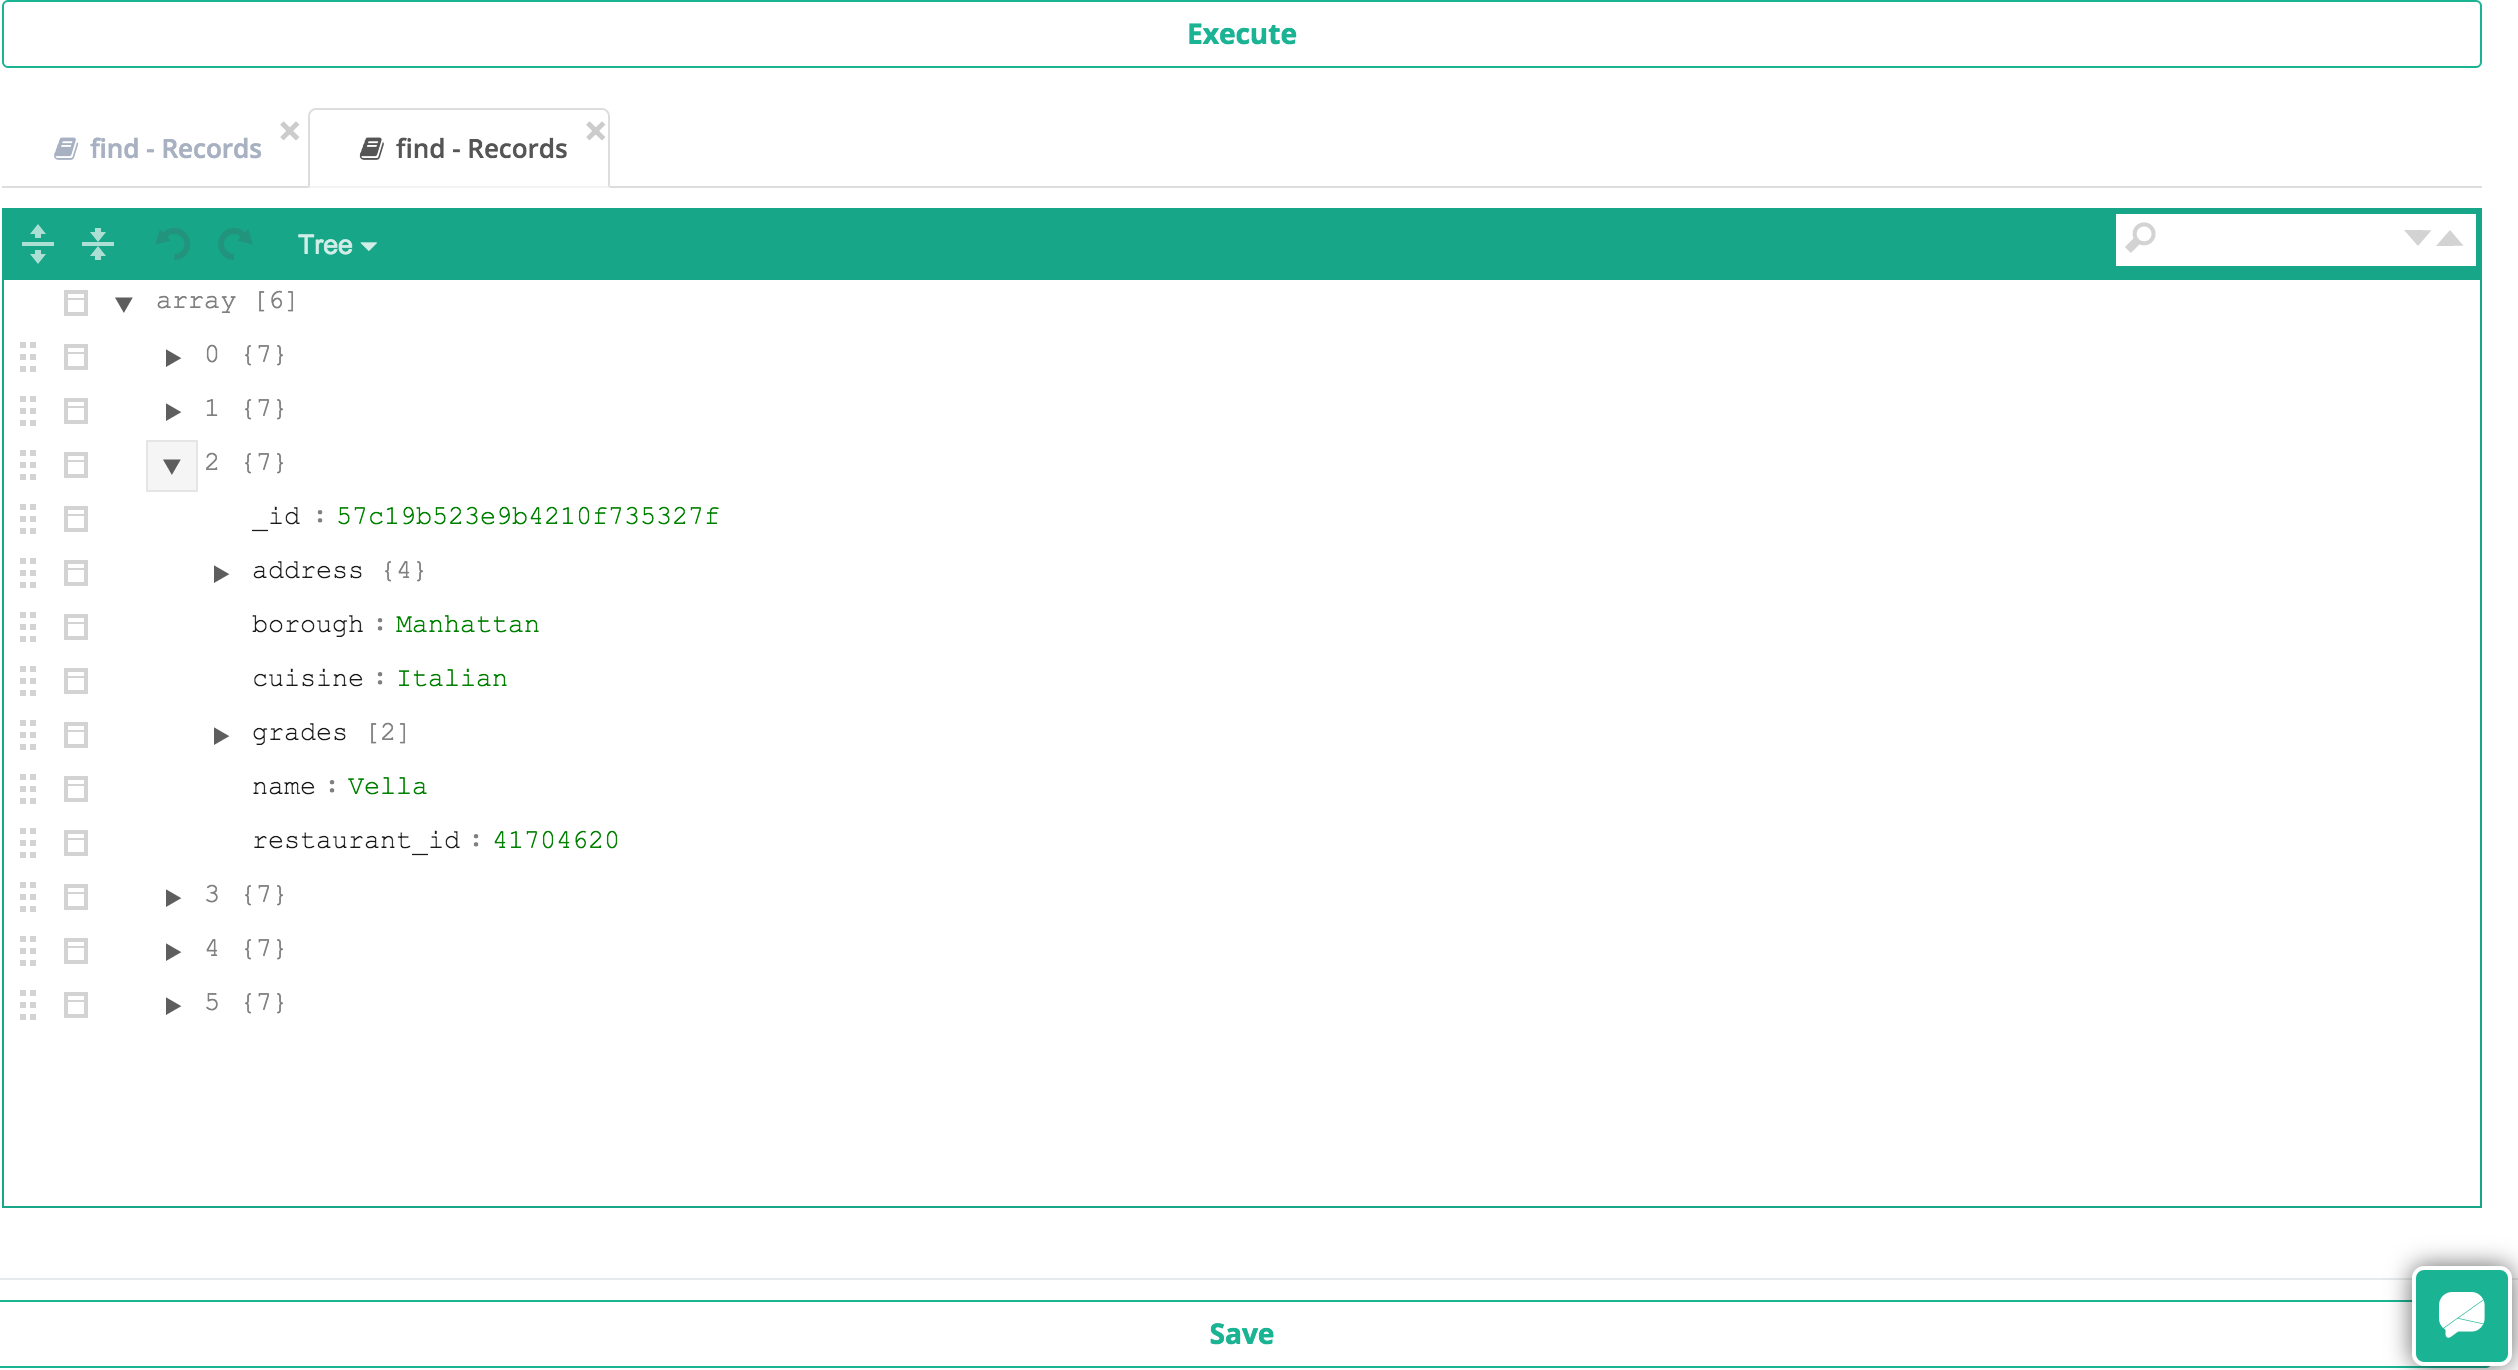 Execute
find - Records find - Records
Tree
array [6]
0 {7}
1 {7}
2 {7}
_id : 57c19b523e9b4210f735327f
address {4}
borough : Manhattan
cuisine : Italian
grades [2]
name : Vella
restaurant_id : 41704620
3 {7}
4 {7}
5 {7}
Save